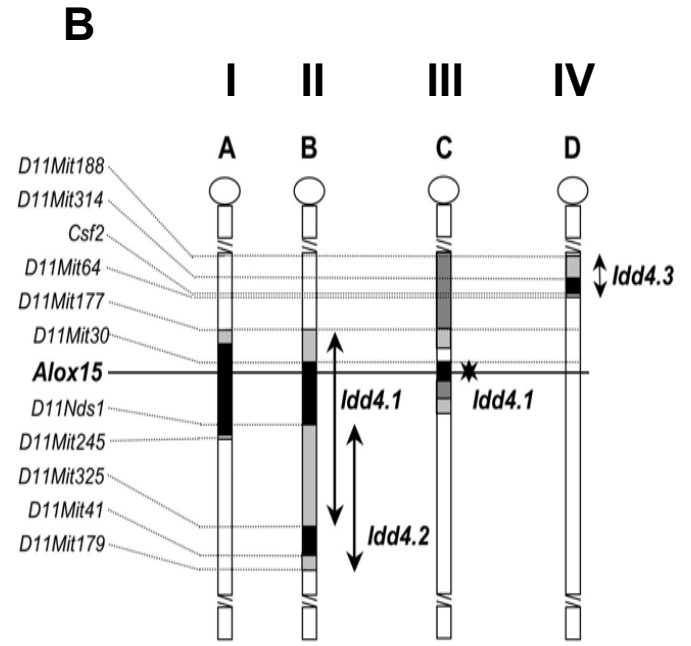 B
I II III IV
A B C D
D11Mit188
D11Mit314
Csf2
D11Mit64
D11Mit177
D11Mit30
Alox15
D11Nds1
D11Mit245
D11Mit325
D11Mit41
D11Mit179
Idd4.3
Idd4.1 Idd4.1
Idd4.2